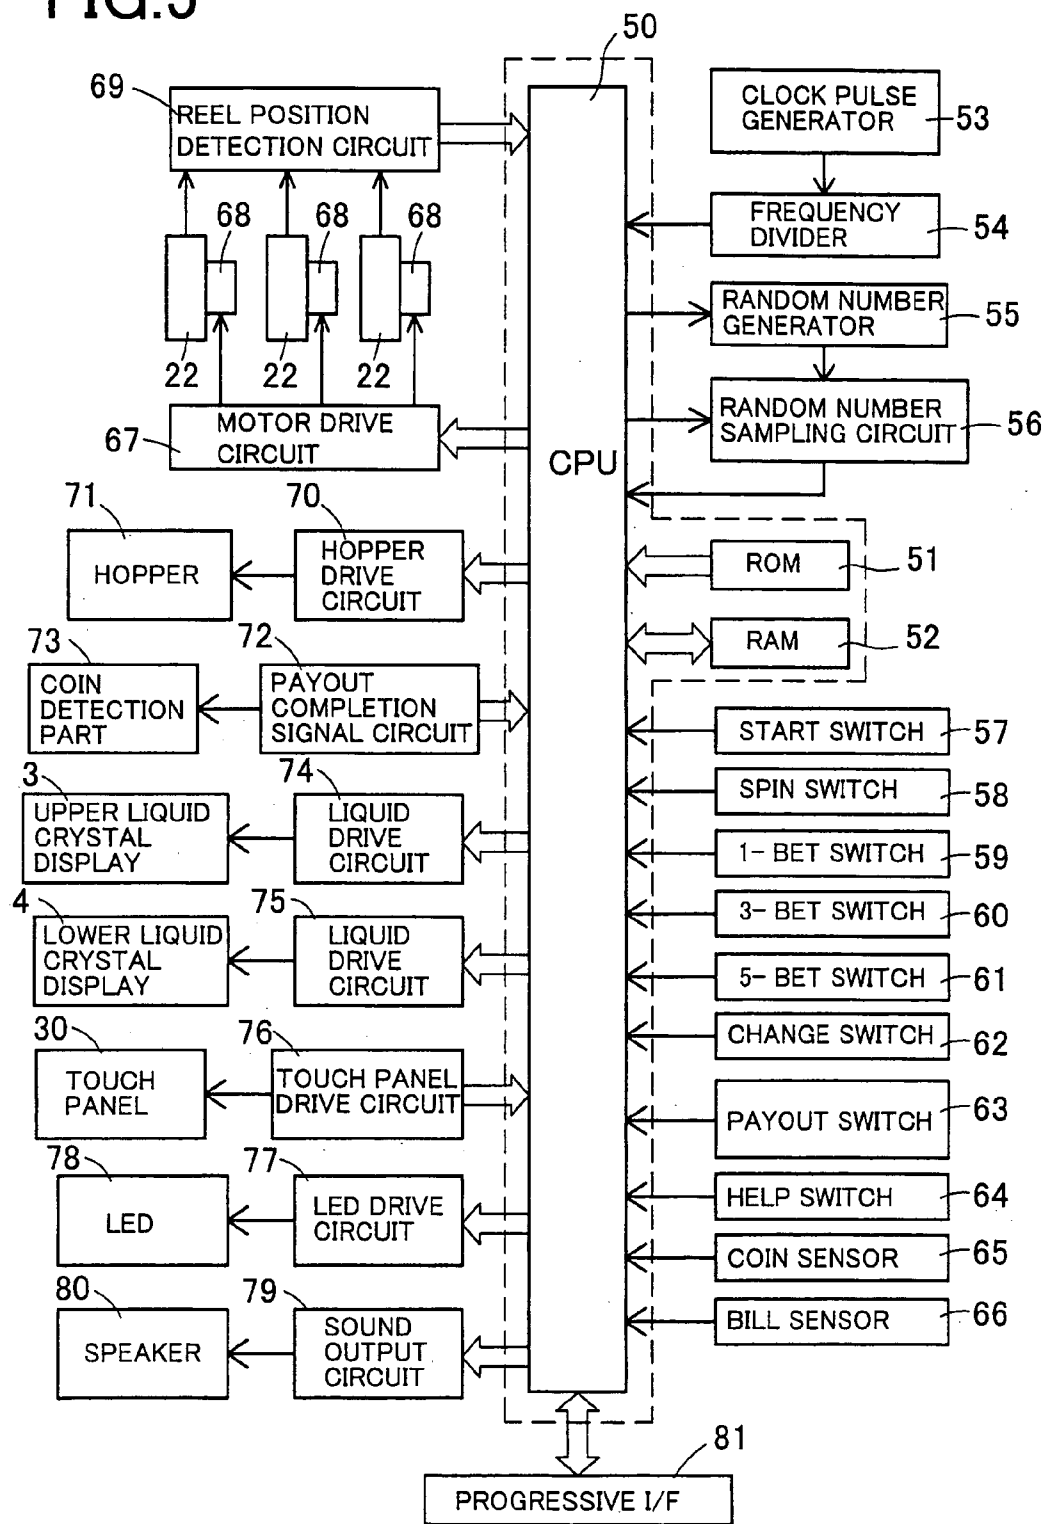 FIG.5
50
69
REEL POSITION
DETECTION CIRCUIT
CLOCK PULSE
GENERATOR
53
68
68
68
FREQUENCY
DIVIDER
54
RANDOM NUMBER
GENERATOR
55
22
22
22
MOTOR DRIVE
CIRCUIT
67
RANDOM NUMBER
SAMPLING CIRCUIT
56
CPU
71
HOPPER
70
HOPPER
DRIVE
CIRCUIT
ROM
51
RAM
52
73
COIN
DETECTION
PART
72
PAYOUT
COMPLETION
SIGNAL CIRCUIT
START SWITCH
57
3
UPPER LIQUID
CRYSTAL
DISPLAY
74
LIQUID
DRIVE
CIRCUIT
SPIN SWITCH
58
1- BET SWITCH
59
4
LOWER LIQUID
CRYSTAL
DISPLAY
75
LIQUID
DRIVE
CIRCUIT
3- BET SWITCH
60
5- BET SWITCH
61
30
TOUCH
PANEL
76
TOUCH PANEL
DRIVE CIRCUIT
CHANGE SWITCH
62
PAYOUT SWITCH
63
78
LED
77
LED DRIVE
CIRCUIT
HELP SWITCH
64
COIN SENSOR
65
80
SPEAKER
79
SOUND
OUTPUT
CIRCUIT
BILL SENSOR
66
81
PROGRESSIVE I/F